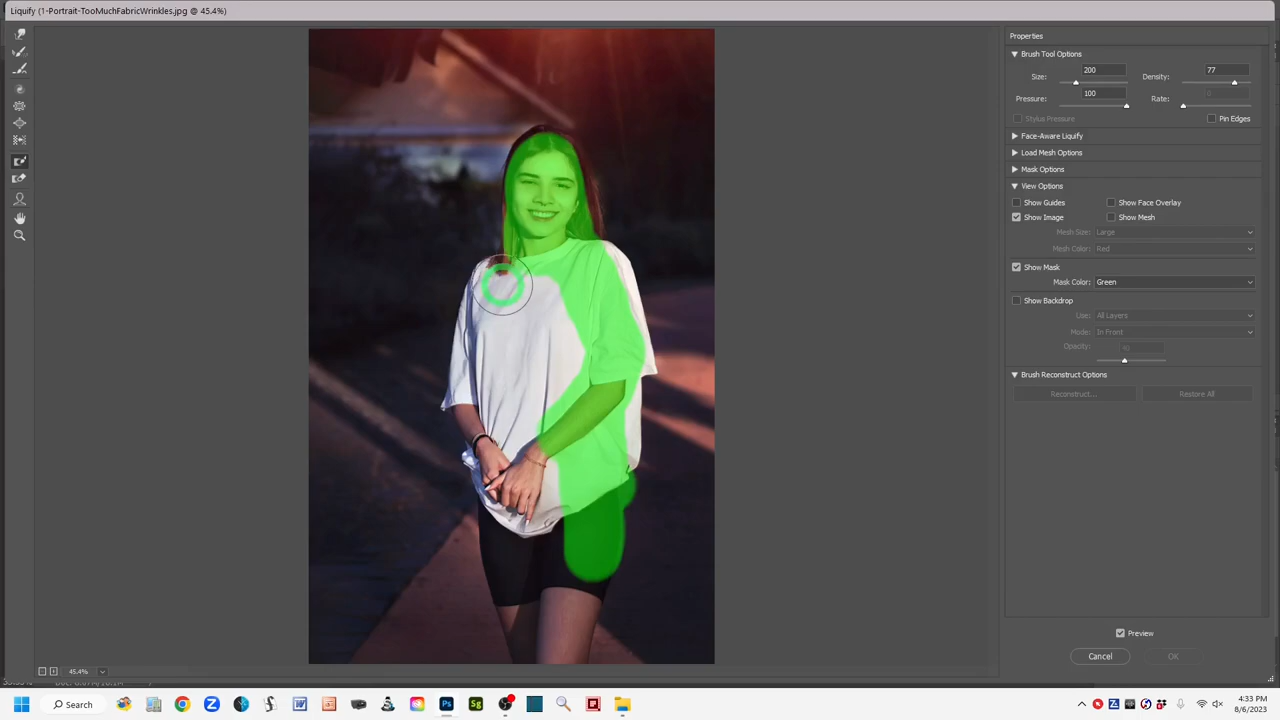 Liquify (1-Portrait-TooMuchFabricWrinkles.jpg @ 45.4%)
Properties
Brush Tool Options
Size: 200 Density: 77
Pressure: 100 Rate: 0
Stylus Pressure Pin Edges
Face-Aware Liquify
Load Mesh Options
Mask Options
View Options
Show Guides Show Face Overlay
Show Image Show Mesh
Mesh Size: Large
Mesh Color: Red
Show Mask
Mask Color: Green
Show Backdrop
Use: All Layers
Mode: In Front
Opacity: 40
Brush Reconstruct Options
Reconstruct... Restore All
Preview
Cancel OK
45.4%
Search
:33 PM
8/6/2023